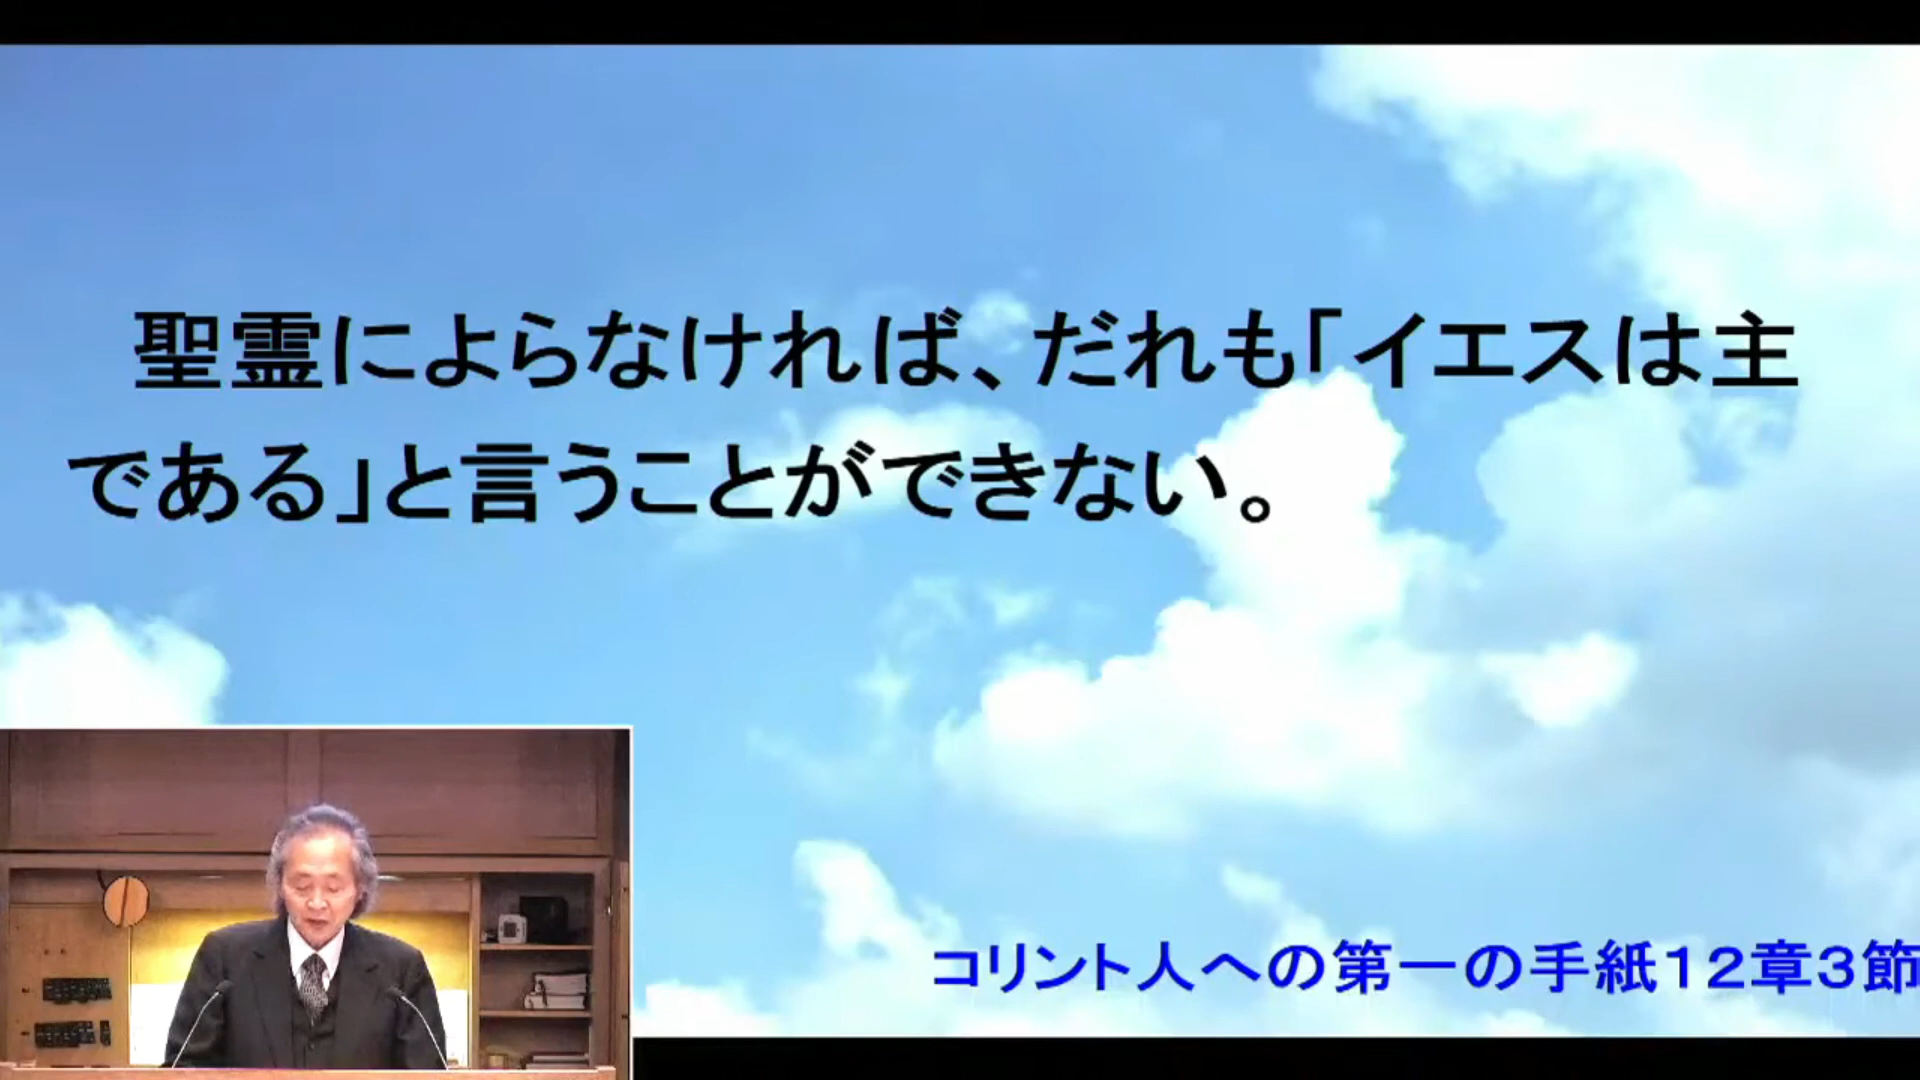 聖霊によらなければ、だれも「イエスは主
である」と言うことができない。
コリント人への第一の手紙12章3節